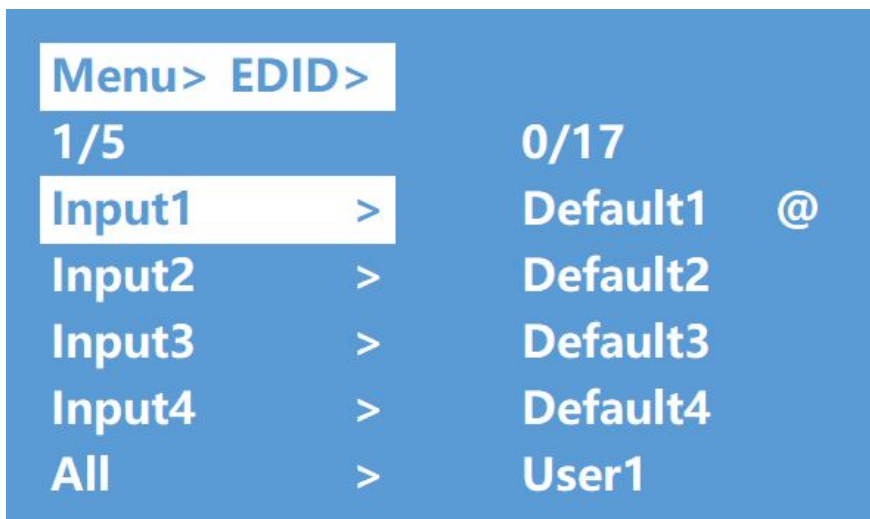 Menu> EDID>
1/5 0/17
Input1 > Default1 @
Input2 > Default2
Input3 > Default3
Input4 > Default4
All > User1